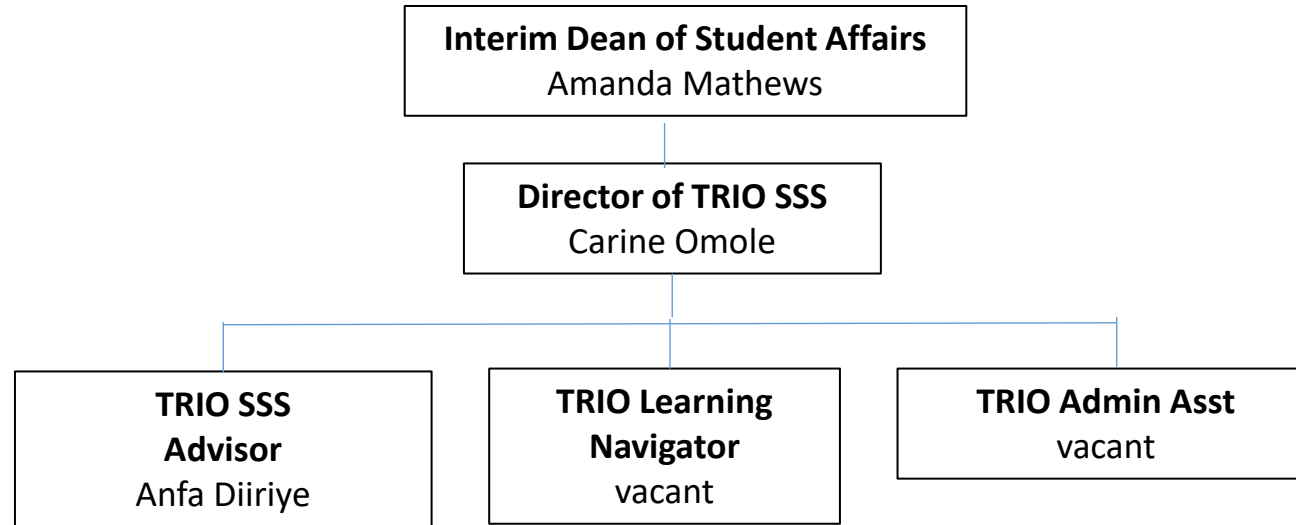 Interim Dean of Student Affairs
Amanda Mathews
Director of TRIO SSS
Carine Omole
TRIO SSS
Advisor
Anfa Diiriye
TRIO Learning
Navigator
vacant
TRIO Admin Asst
vacant